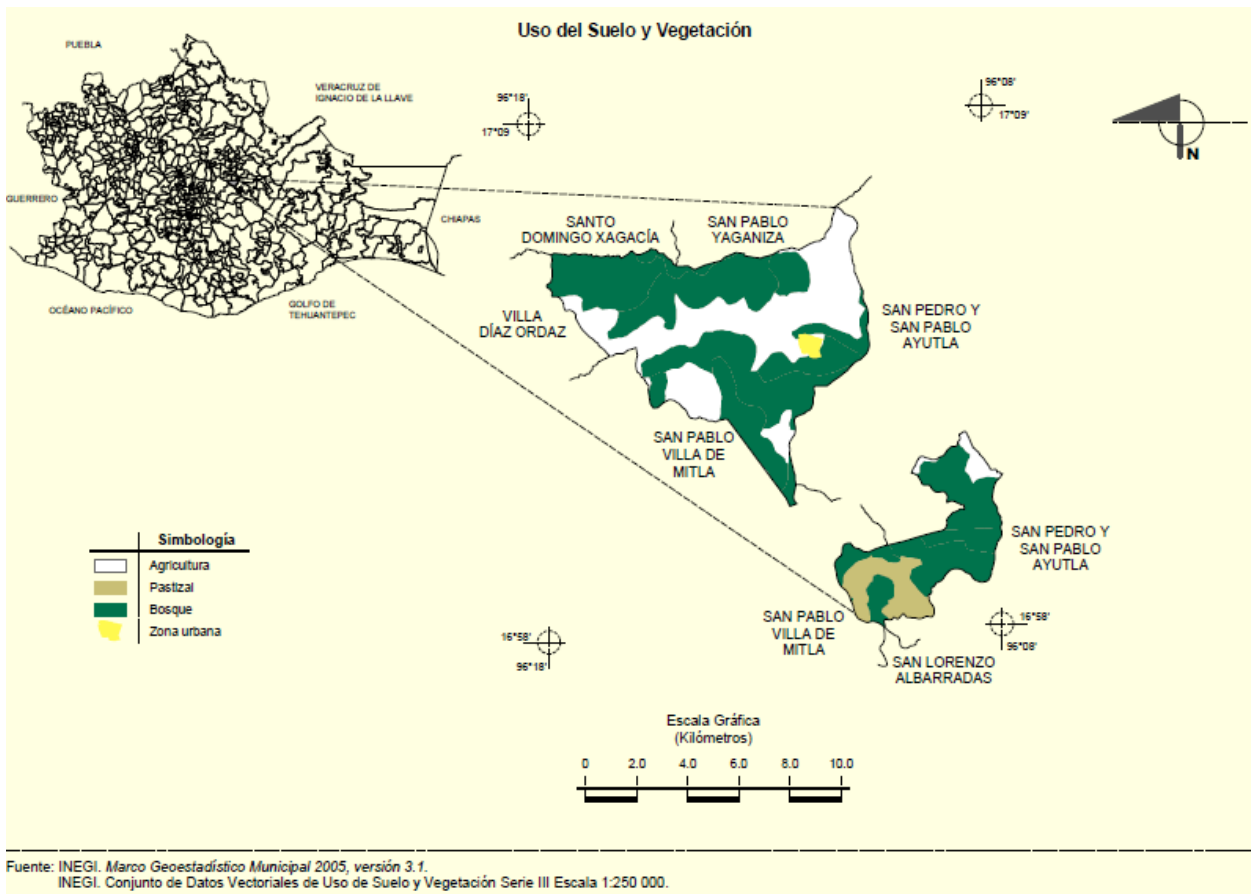 Uso del Suelo y Vegetación
PUEBLA
VERACRUZ DE
IGNACIO DE LA LLAVE
GUERRERO
CHIAPAS
OCÉANO PACÍFICO
GOLFO DE
TEHUANTEPEC
96°18'
17°09
96°08'
17°09'
N
SANTO
DOMINGO XAGACÍA
SAN PABLO
YAGANIZA
VILLA
DÍAZ ORDAZ
SAN PEDRO Y
SAN PABLO
AYUTLA
SAN PABLO
VILLA DE
MITLA
SAN PEDRO Y
SAN PABLO
AYUTLA
SAN PABLO
VILLA DE
MITLA
SAN LORENZO
ALBARRADAS
16°58'
96°18'
16°58'
96°08'
Simbología
Agricultura
Pastizal
Bosque
Zona urbana
Escala Gráfica
(Kilómetros)
0 2.0 4.0 6.0 8.0 10.0
Fuente: INEGI. Marco Geoestadístico Municipal 2005, versión 3.1.
INEGI. Conjunto de Datos Vectoriales de Uso de Suelo y Vegetación Serie III Escala 1:250 000.